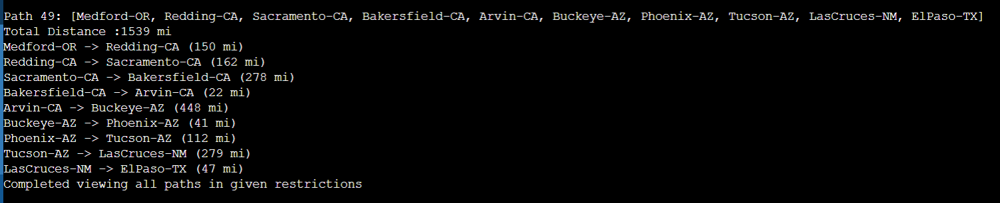 Path 49: [Medford-OR, Redding-CA, Sacramento-CA, Bakersfield-CA, Arvin-CA, Buckeye-AZ, Phoenix-AZ, Tucson-AZ, LasCruces-NM, ElPaso-TX]
Total Distance :1539 mi
Medford-OR -> Redding-CA (150 mi)
Redding-CA -> Sacramento-CA (162 mi)
Sacramento-CA -> Bakersfield-CA (278 mi)
Bakersfield-CA -> Arvin-CA (22 mi)
Arvin-CA -> Buckeye-AZ (448 mi)
Buckeye-AZ -> Phoenix-AZ (41 mi)
Phoenix-AZ -> Tucson-AZ (112 mi)
Tucson-AZ -> LasCruces-NM (279 mi)
LasCruces-NM -> ElPaso-TX (47 mi)
Completed viewing all paths in given restrictions